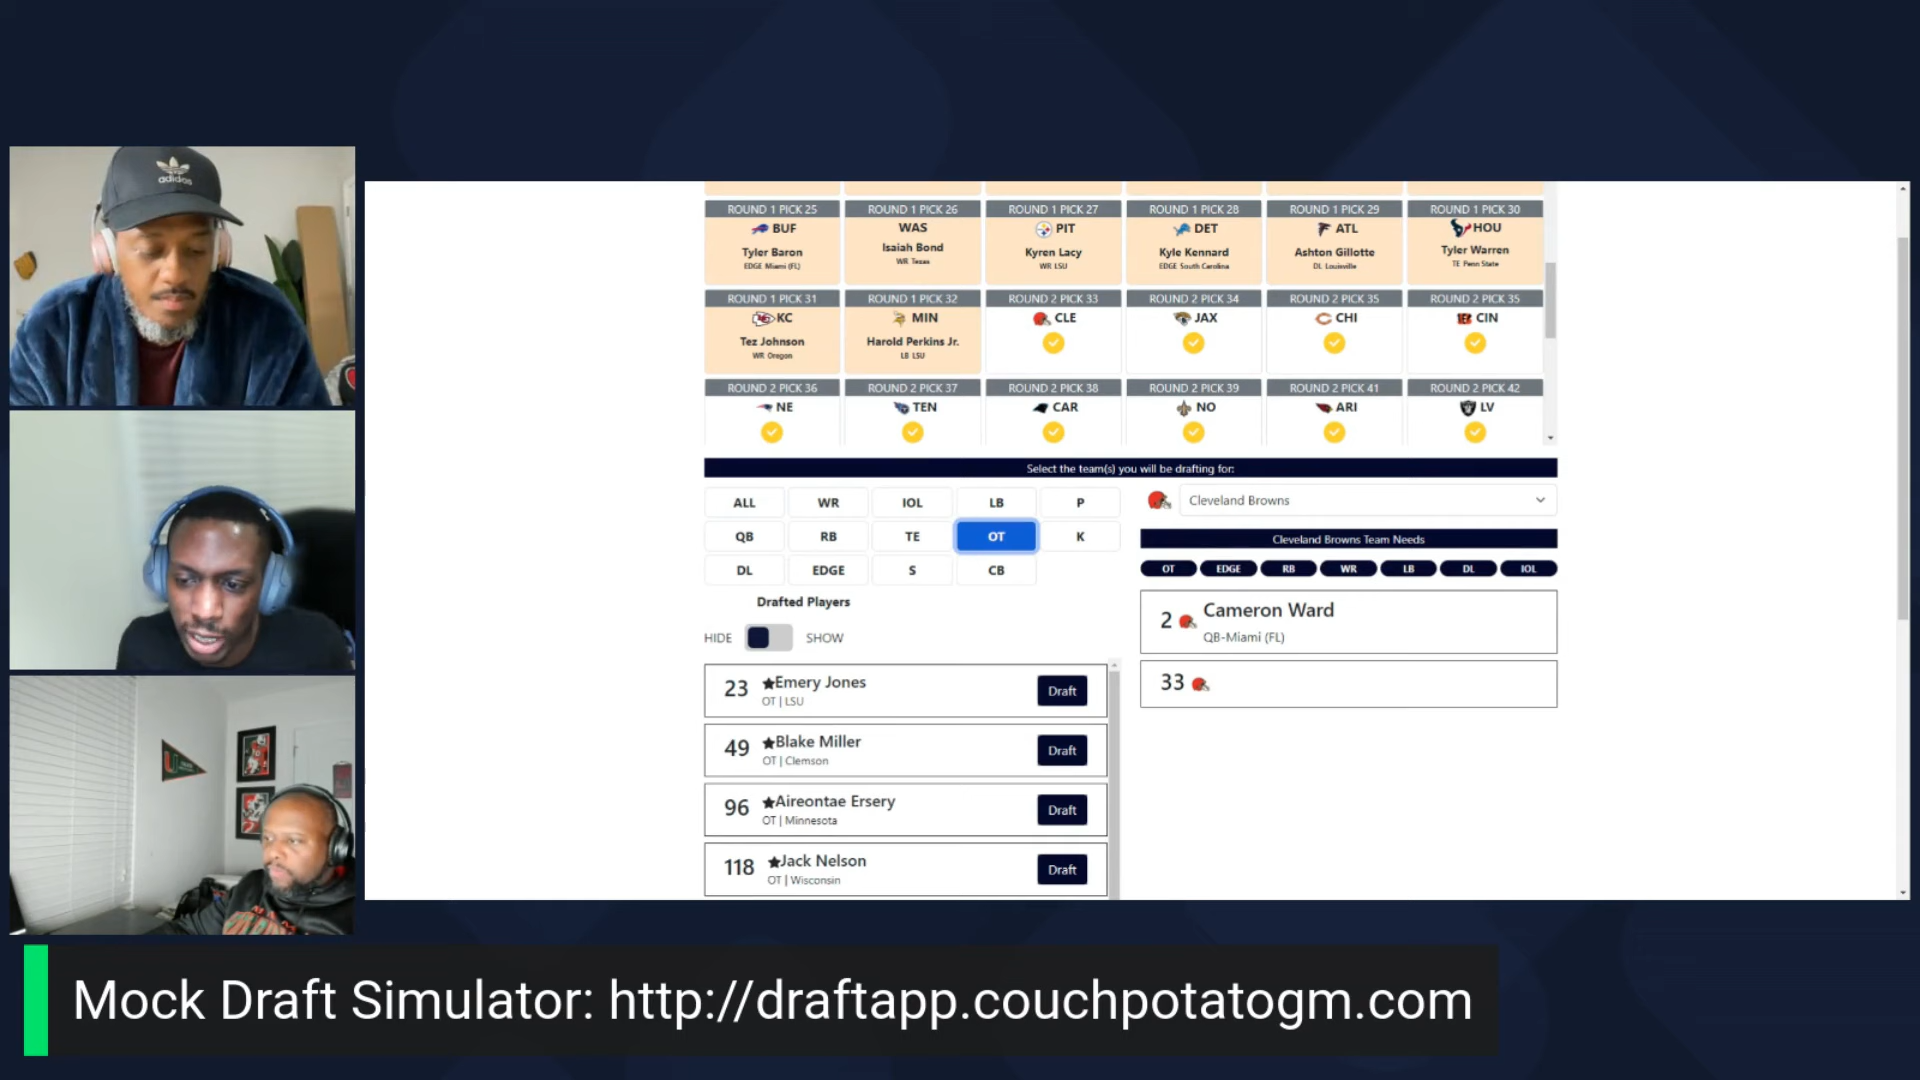 adidas
ROUND 1 PICK 25
BUF
Tyler Baron
EDGE Miami (FL)
ROUND 1 PICK 26
WAS
Isaiah Bond
WR Texas
ROUND 1 PICK 27
PIT
Kyren Lacy
WR LSU
ROUND 1 PICK 28
DET
Kyle Kennard
EDGE South Carolina
ROUND 1 PICK 29
ATL
Ashton Gillotte
DL Louisville
ROUND 1 PICK 30
HOU
Tyler Warren
TE Penn State
ROUND 1 PICK 31
KC
Tez Johnson
WR Oregon
ROUND 1 PICK 32
MIN
Harold Perkins Jr.
LB LSU
ROUND 2 PICK 33
CLE
ROUND 2 PICK 34
JAX
ROUND 2 PICK 35
CHI
ROUND 2 PICK 35
CIN
ROUND 2 PICK 36
NE
ROUND 2 PICK 37
TEN
ROUND 2 PICK 38
CAR
ROUND 2 PICK 39
NO
ROUND 2 PICK 41
ARI
ROUND 2 PICK 42
LV
Select the team(s) you will be drafting for:
ALL WR IOL LB P
QB RB TE OT K
DL EDGE S CB
Drafted Players
HIDE SHOW
23 ★Emery Jones
OT | LSU
Draft
49 ★Blake Miller
OT | Clemson
Draft
96 ★Aireontae Ersery
OT | Minnesota
Draft
118 ★Jack Nelson
OT | Wisconsin
Draft
Cleveland Browns
Cleveland Browns Team Needs
OT EDGE RB WR LB DL IOL
2 Cameron Ward
QB-Miami (FL)
33
U
Mock Draft Simulator: http://draftapp.couchpotatogm.com